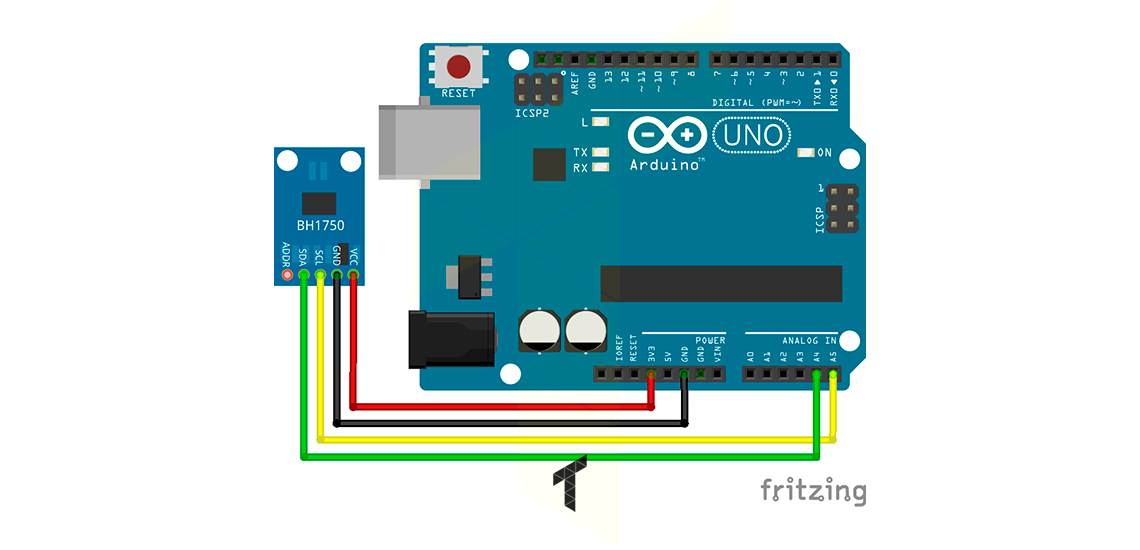 RESET
ICSP2
AREF
GND
13
12
~11
~10
~9
8
7
~6
~5
4
~3
2
TX0▶1
RX0◀0
DIGITAL (PWM=~)
L
TX
RX
Arduino™
UNO
ON
1
ICSP
BH1750
ADDR
SDA
SCL
GND
VCC
IOREF
RESET
3V3
5V
GND
GND
VIN
POWER
ANALOG IN
A0
A1
A2
A3
A4
A5
fritzing